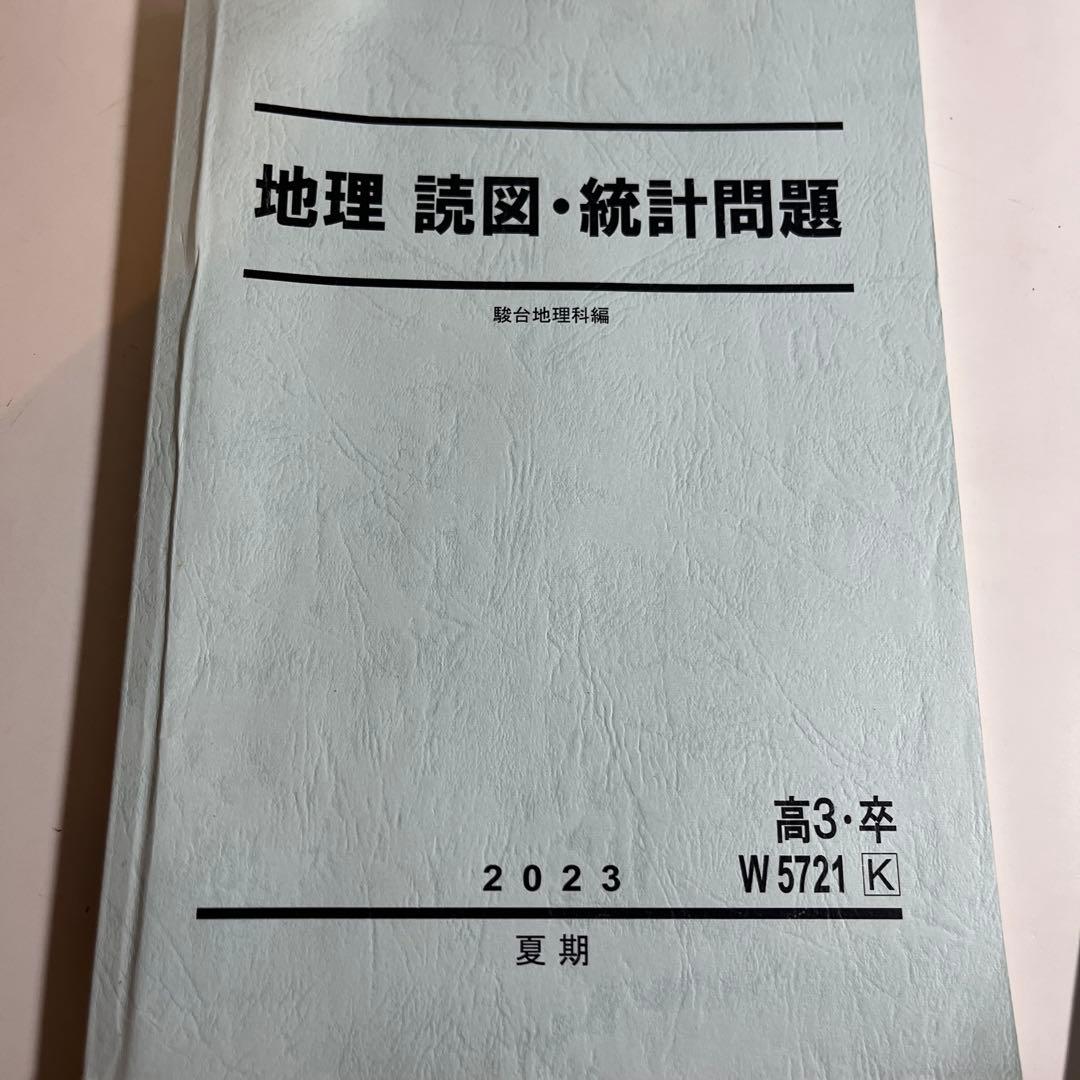 地理 読図・統計問題
駿台地理科編
高3・卒
2023 W5721 K
夏期